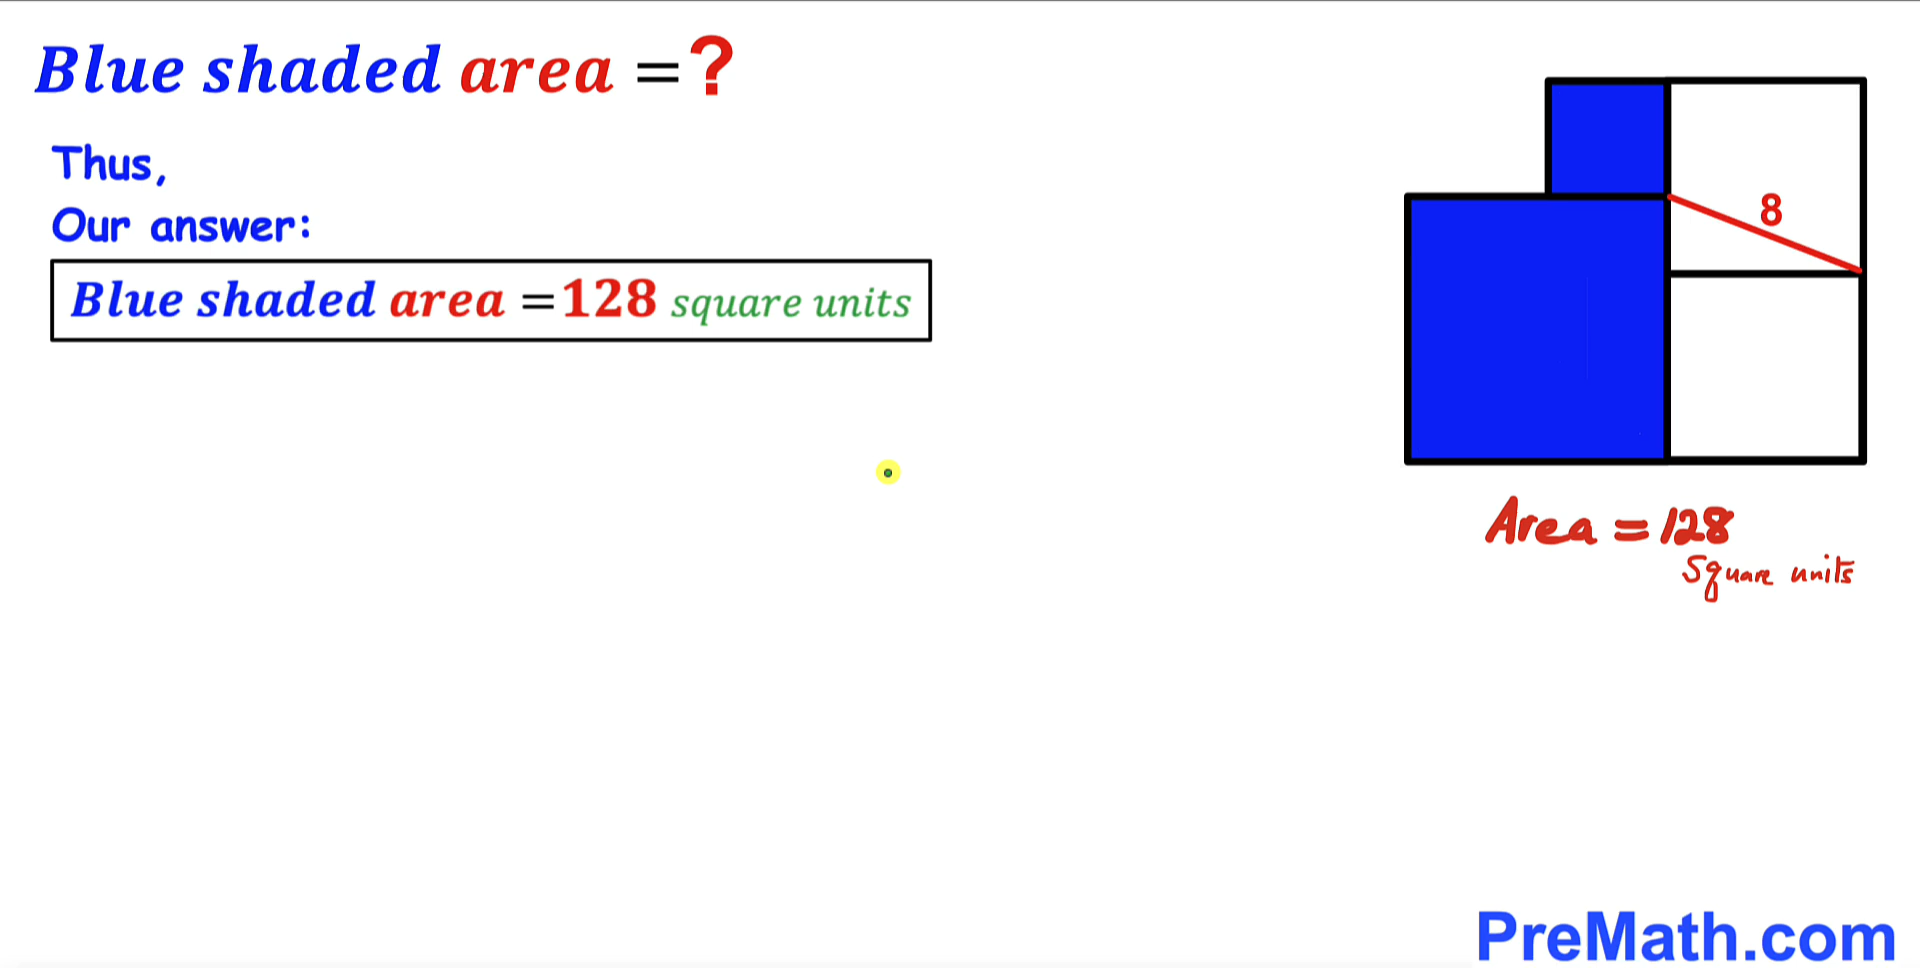 Blue shaded area =?
Thus,
Our answer:
Blue shaded area =128 square units
8
Area = 128
Square units
PreMath.com